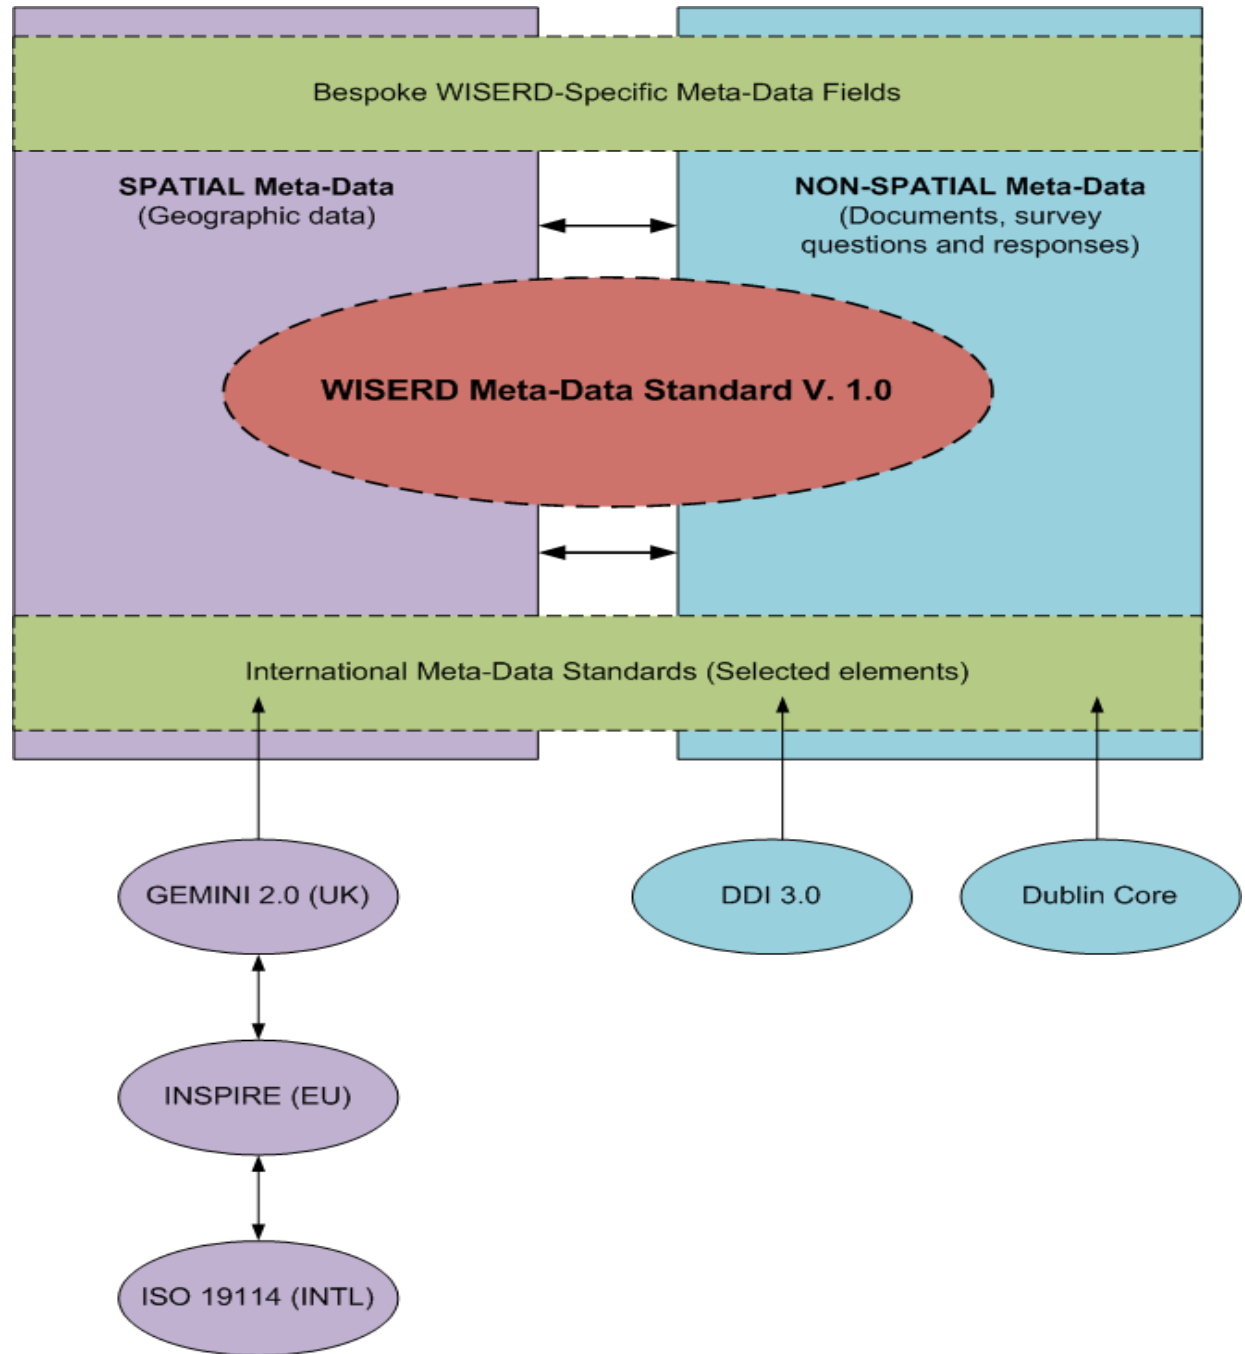 Bespoke WISERD-Specific Meta-Data Fields
SPATIAL Meta-Data
(Geographic data)
NON-SPATIAL Meta-Data
(Documents, survey
questions and responses)
WISERD Meta-Data Standard V. 1.0
International Meta-Data Standards (Selected elements)
GEMINI 2.0 (UK)
DDI 3.0
Dublin Core
INSPIRE (EU)
ISO 19114 (INTL)